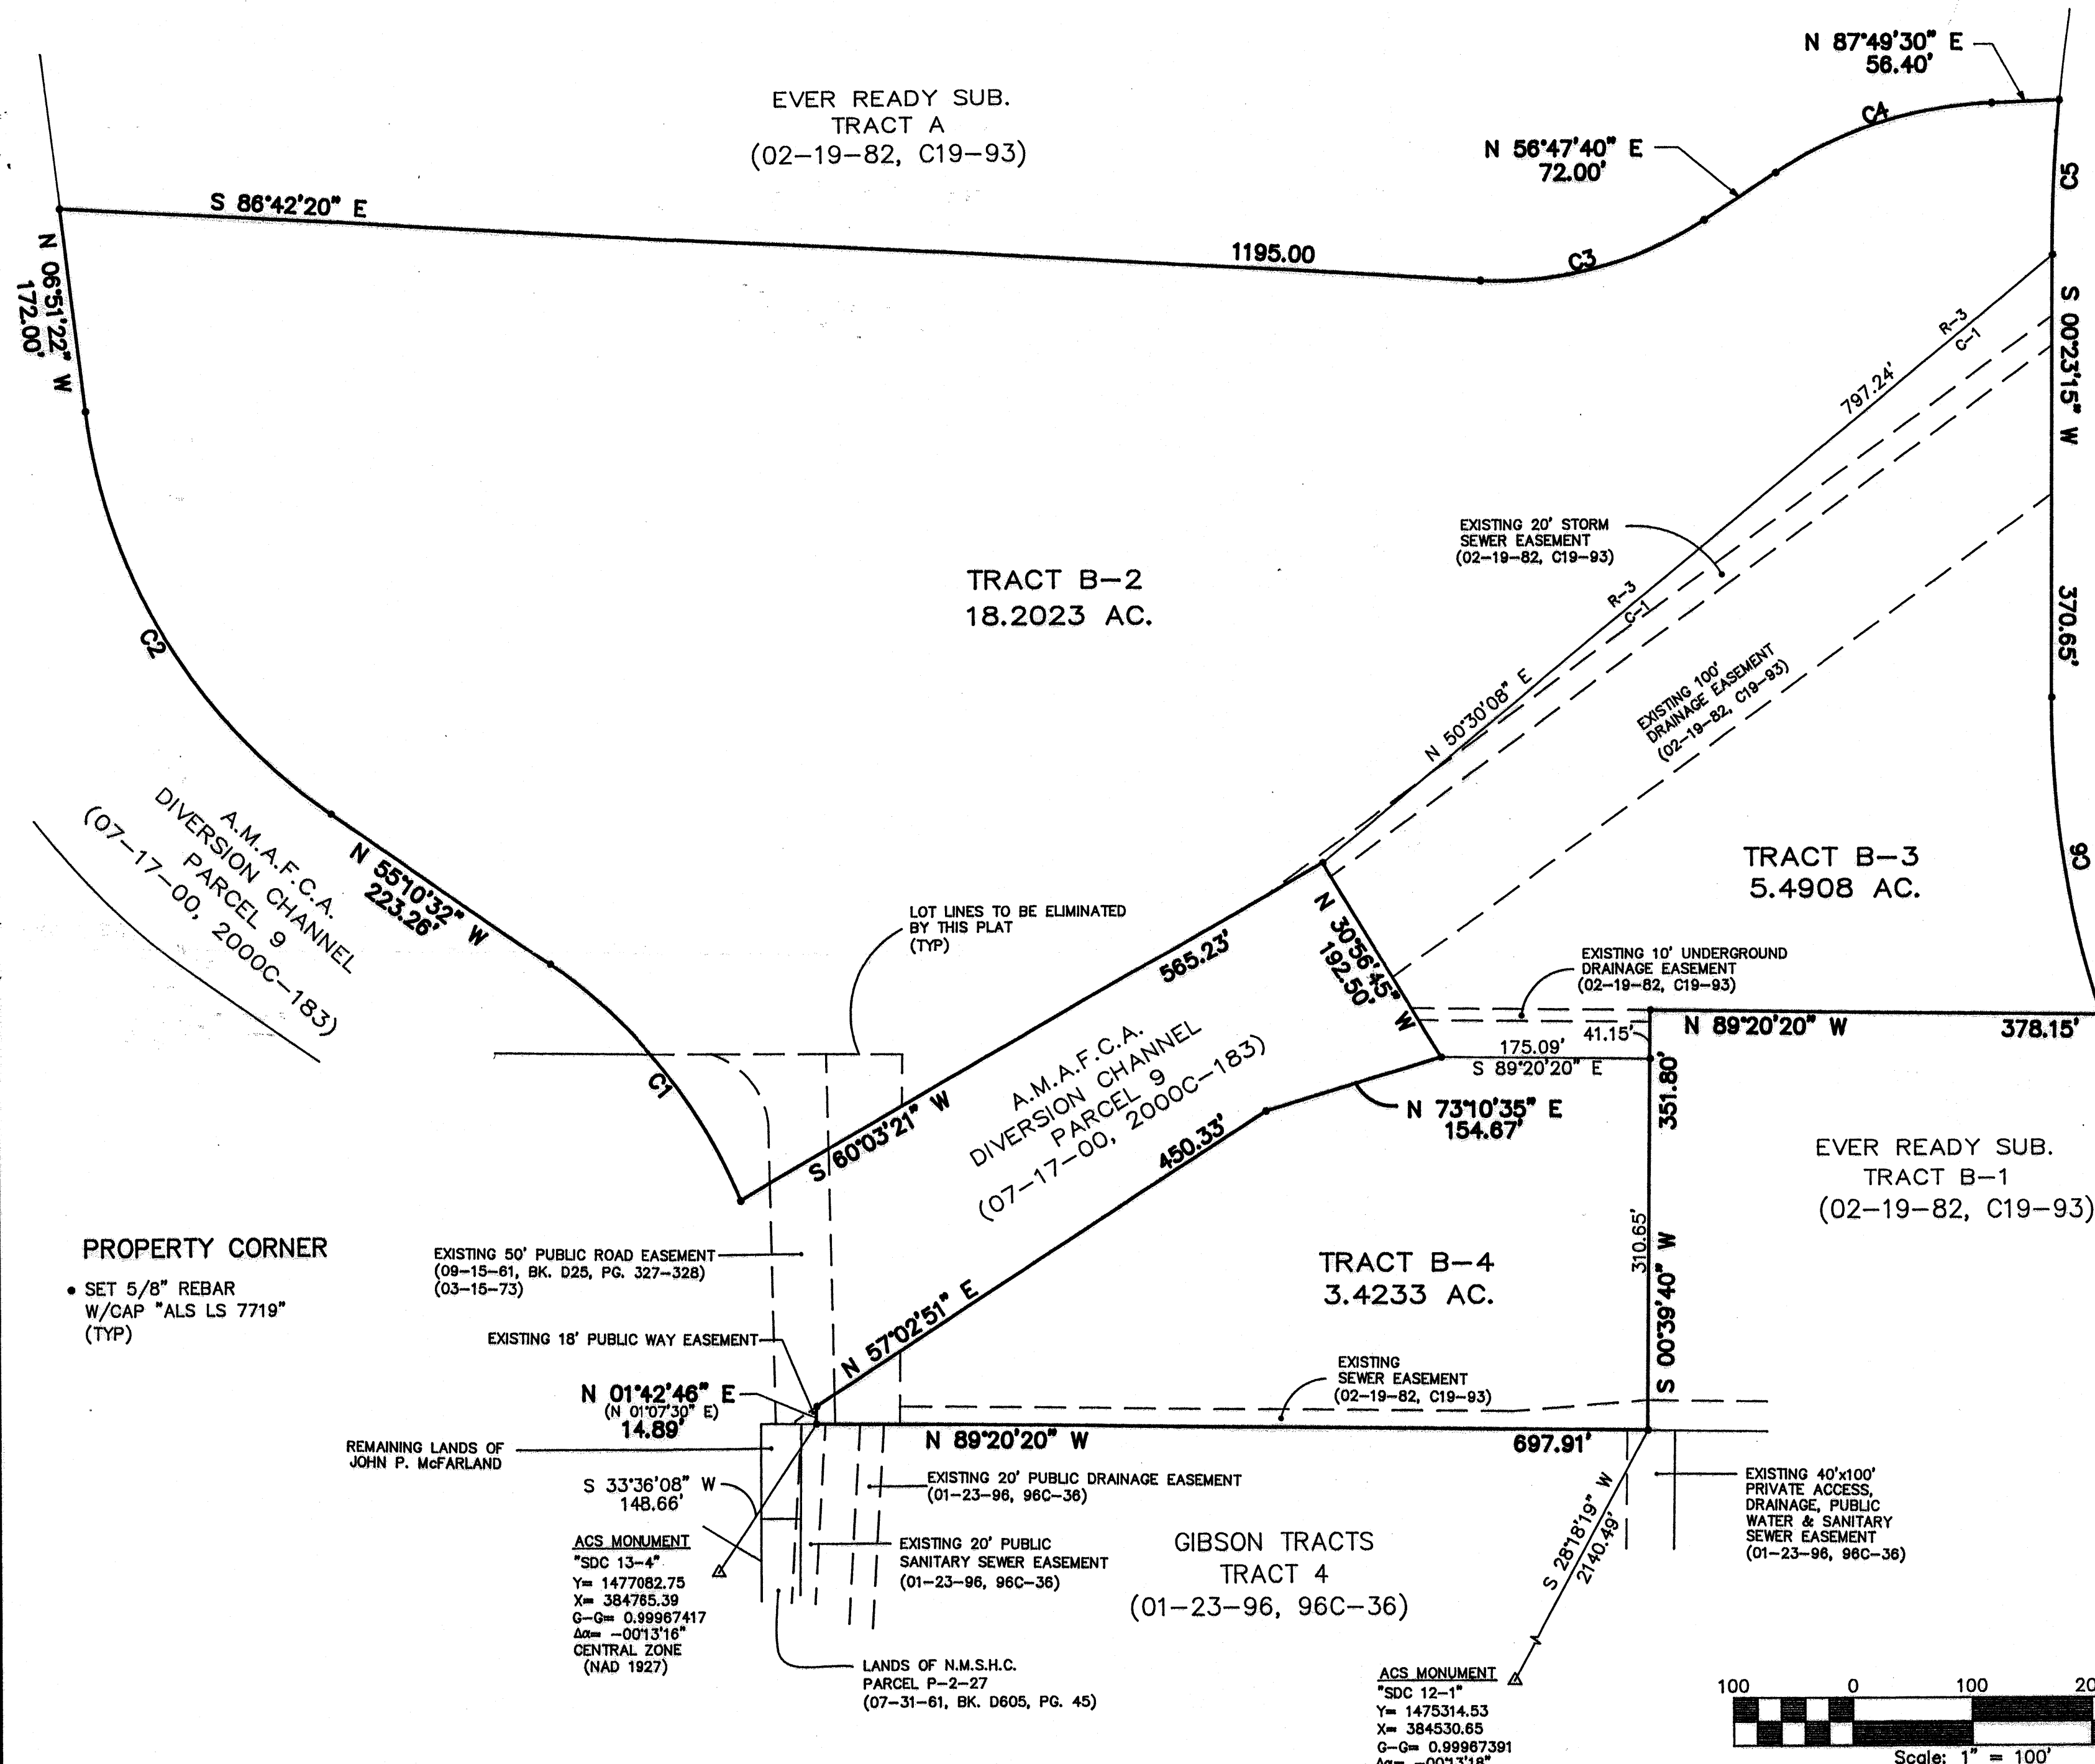 N 87°49'30" E
56.40'
EVER READY SUB.
TRACT A
(02-19-82, C19-93)
C4
N 56°47'40" E
72.00'
C5
S 86°42'20" E
1195.00
C3
N 06°51'22" W
172.00'
S 00°23'15" W
370.65'
R-3
C-1
797.24'
EXISTING 20' STORM
SEWER EASEMENT
(02-19-82, C19-93)
TRACT B-2
18.2023 AC.
R-3
C-1
C2
N 50°30'08" E
EXISTING 100'
DRAINAGE EASEMENT
(02-19-82, C19-93)
A.M.A.F.C.A.
DIVERSION CHANNEL
PARCEL 9
(07-17-00, 2000C-183)
N 55°10'32" W
223.26'
TRACT B-3
5.4908 AC.
C6
LOT LINES TO BE ELIMINATED
BY THIS PLAT
(TYP)
565.23'
N 30°56'45" W
192.50'
EXISTING 10' UNDERGROUND
DRAINAGE EASEMENT
(02-19-82, C19-93)
N 89°20'20" W
378.15'
41.15'
175.09'
S 89°20'20" E
351.80'
C1
A.M.A.F.C.A.
DIVERSION CHANNEL
PARCEL 9
(07-17-00, 2000C-183)
S 60°03'21" W
N 73°10'35" E
154.67'
450.33'
EVER READY SUB.
TRACT B-1
(02-19-82, C19-93)
PROPERTY CORNER
SET 5/8" REBAR
W/CAP "ALS LS 7719"
(TYP)
EXISTING 50' PUBLIC ROAD EASEMENT
(09-15-61, BK. D25, PG. 327-328)
(03-15-73)
TRACT B-4
3.4233 AC.
310.65'
S 00°39'40" W
N 57°02'51" E
EXISTING 18' PUBLIC WAY EASEMENT
EXISTING
SEWER EASEMENT
(02-19-82, C19-93)
N 01°42'46" E
(N 01°07'30" E)
14.89'
N 89°20'20" W
697.91'
REMAINING LANDS OF
JOHN P. McFARLAND
S 33°36'08" W
148.66'
EXISTING 20' PUBLIC DRAINAGE EASEMENT
(01-23-96, 96C-36)
EXISTING 40'x100'
PRIVATE ACCESS,
DRAINAGE, PUBLIC
WATER & SANITARY
SEWER EASEMENT
(01-23-96, 96C-36)
S 28°18'19" W
2140.49'
ACS MONUMENT
"SDC 13-4"
Y= 1477082.75
X= 384765.39
G-G= 0.99967417
Δα= -00°13'16"
CENTRAL ZONE
(NAD 1927)
EXISTING 20' PUBLIC
SANITARY SEWER EASEMENT
(01-23-96, 96C-36)
GIBSON TRACTS
TRACT 4
(01-23-96, 96C-36)
LANDS OF N.M.S.H.C.
PARCEL P-2-27
(07-31-61, BK. D605, PG. 45)
ACS MONUMENT
"SDC 12-1"
Y= 1475314.53
X= 384530.65
G-G= 0.99967391
Δα= -00°13'18"
100 0 100 20
Scale: 1" = 100'